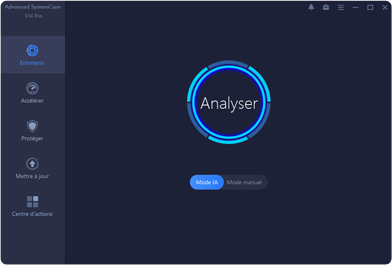 Advanced SystemCare
V14 Pro
Entretenir
Accélérer
Protéger
Mettre à jour
Centre d'actions
Analyser
Mode IA
Mode manuel